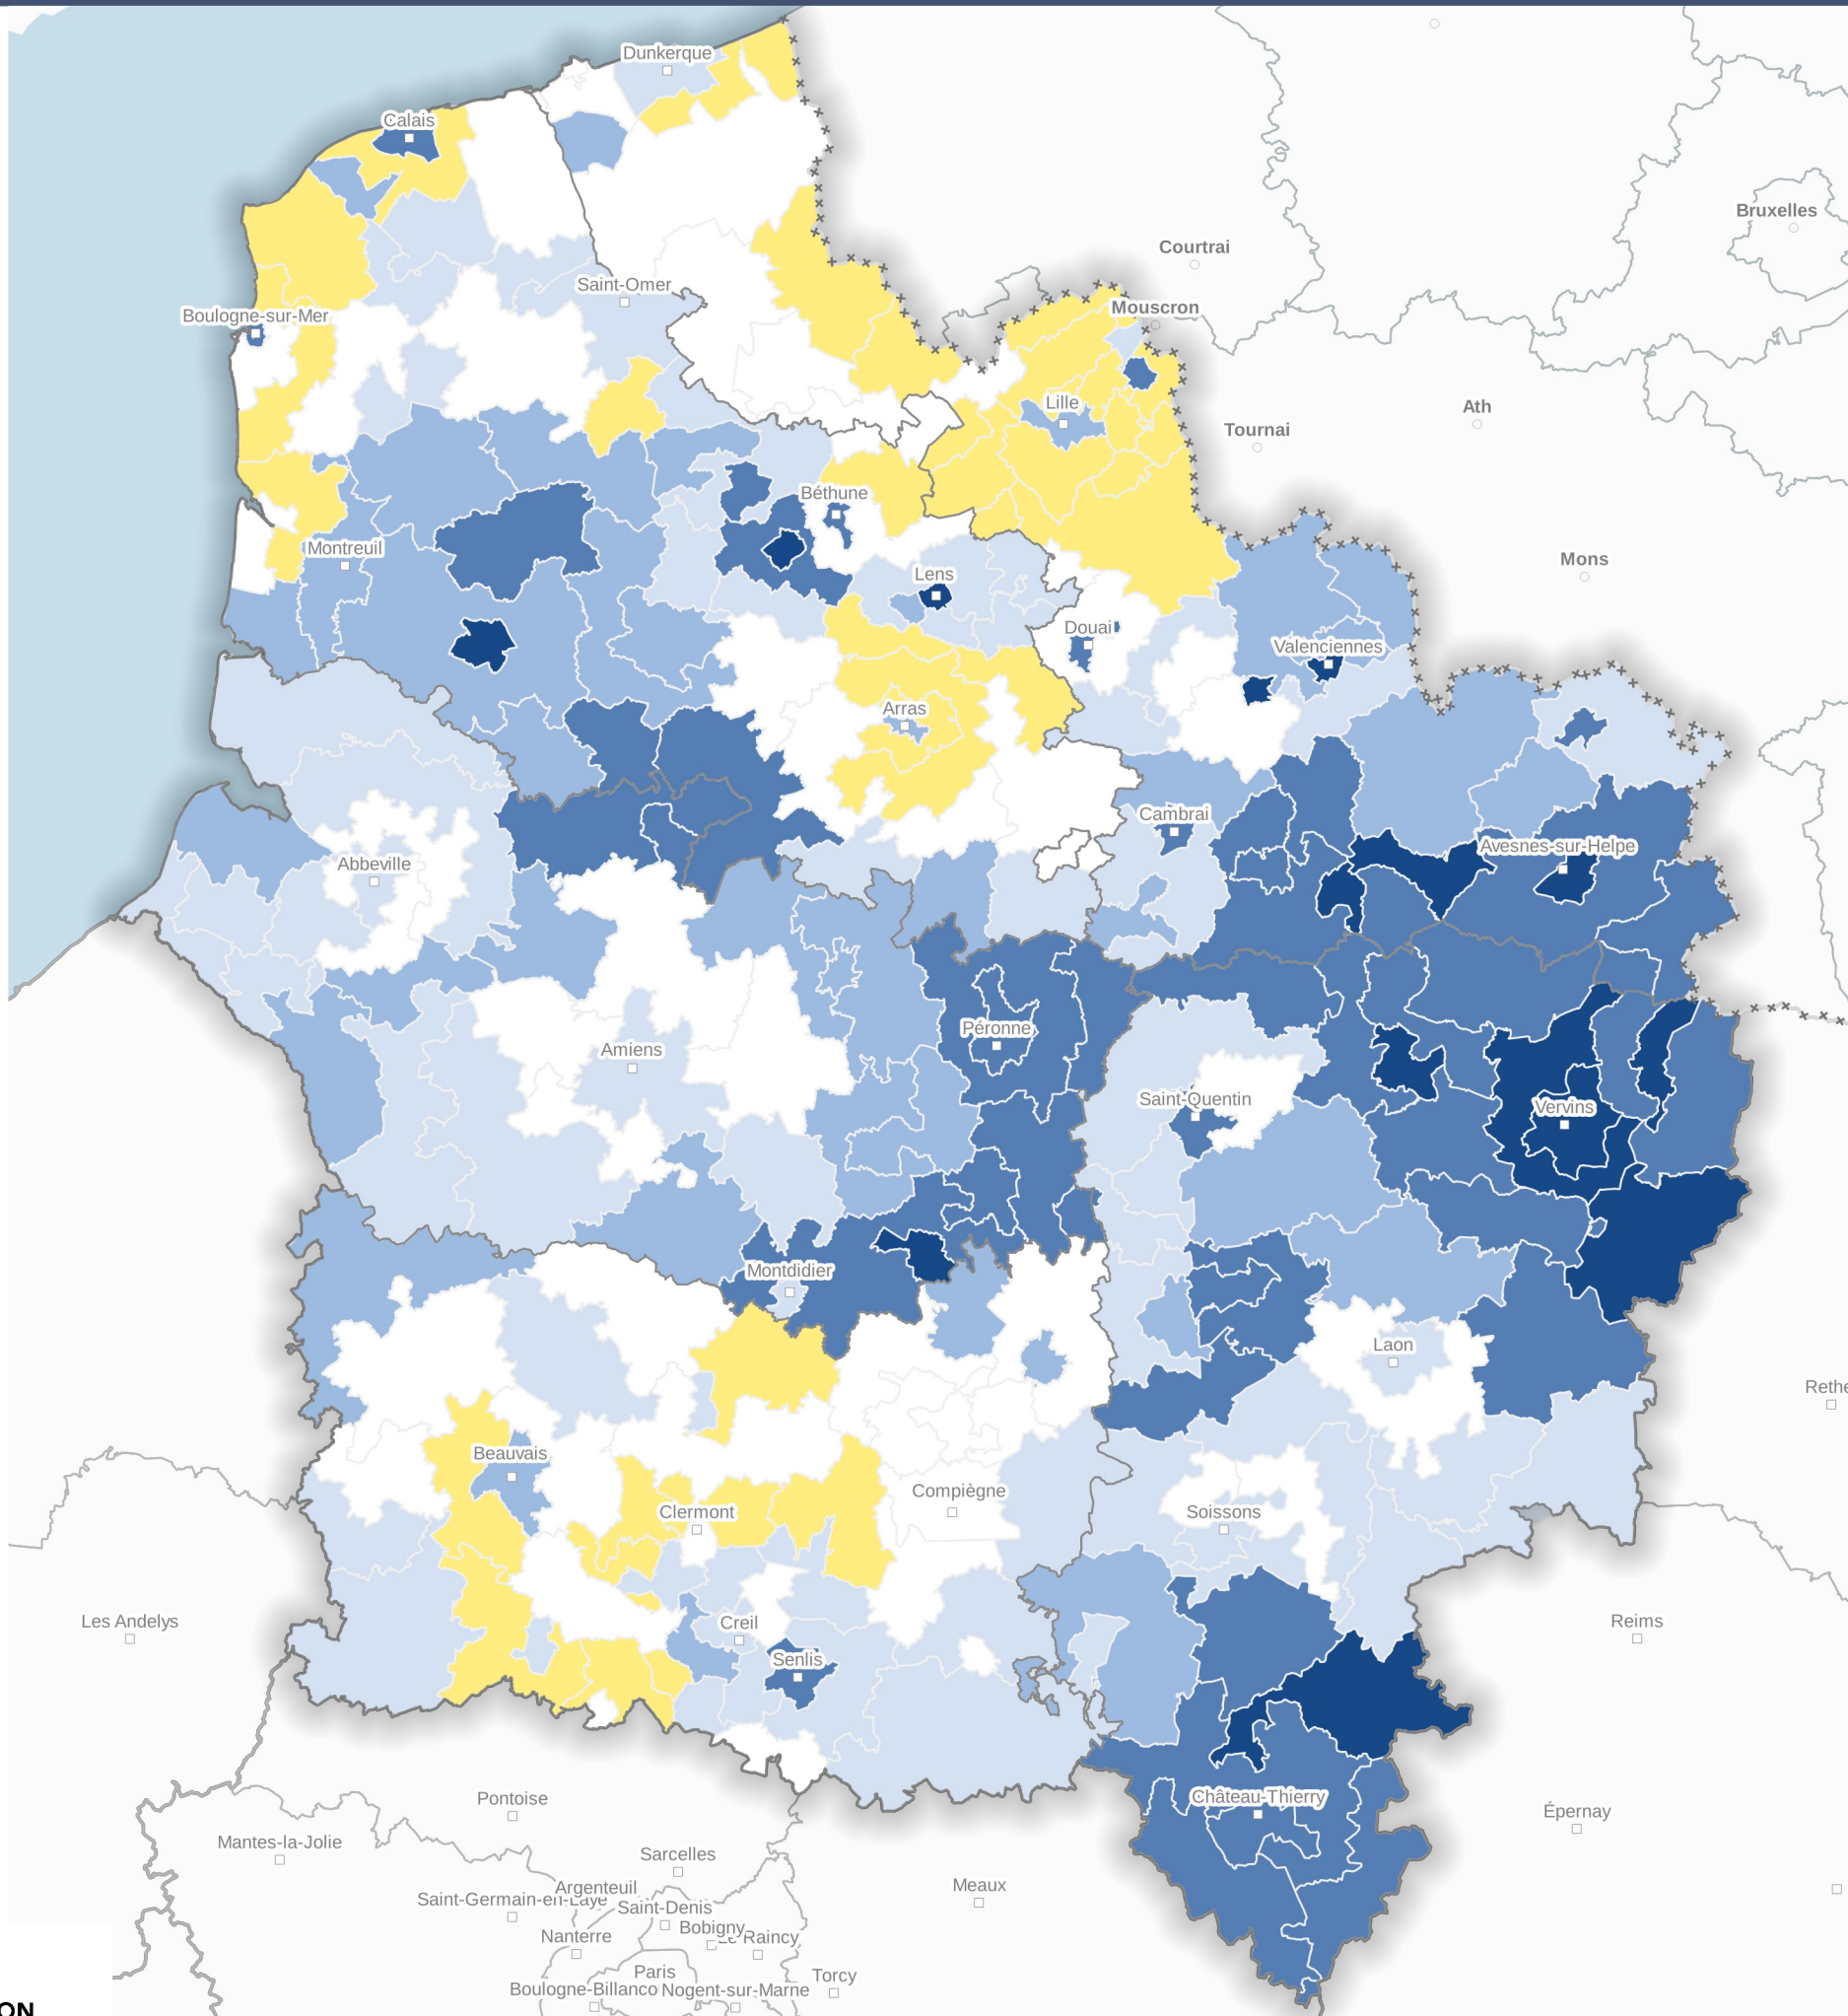 Dunkerque
Calais
Bruxelles
Courtrai
Saint-Omer
Mouscron
Boulogne-sur-Mer
Lille
Ath
Tournai
Béthune
Montreuil
Mons
Lens
Douai
Valenciennes
Arras
Cambrai
Avesnes-sur-Helpe
Abbeville
Péronne
Amiens
Saint-Quentin
Vervins
Montdidier
Laon
Rethe
Beauvais
Compiègne
Clermont
Soissons
Les Andelys
Creil
Reims
Senlis
Château-Thierry
Pontoise
Épernay
Mantes-la-Jolie
Sarcelles
Meaux
Argenteuil
Saint-Germain-en-Laye
Saint-Denis
Bobigny
Le Raincy
Nanterre
Paris
Torcy
Boulogne-Billanco
Nogent-sur-Marne
ON